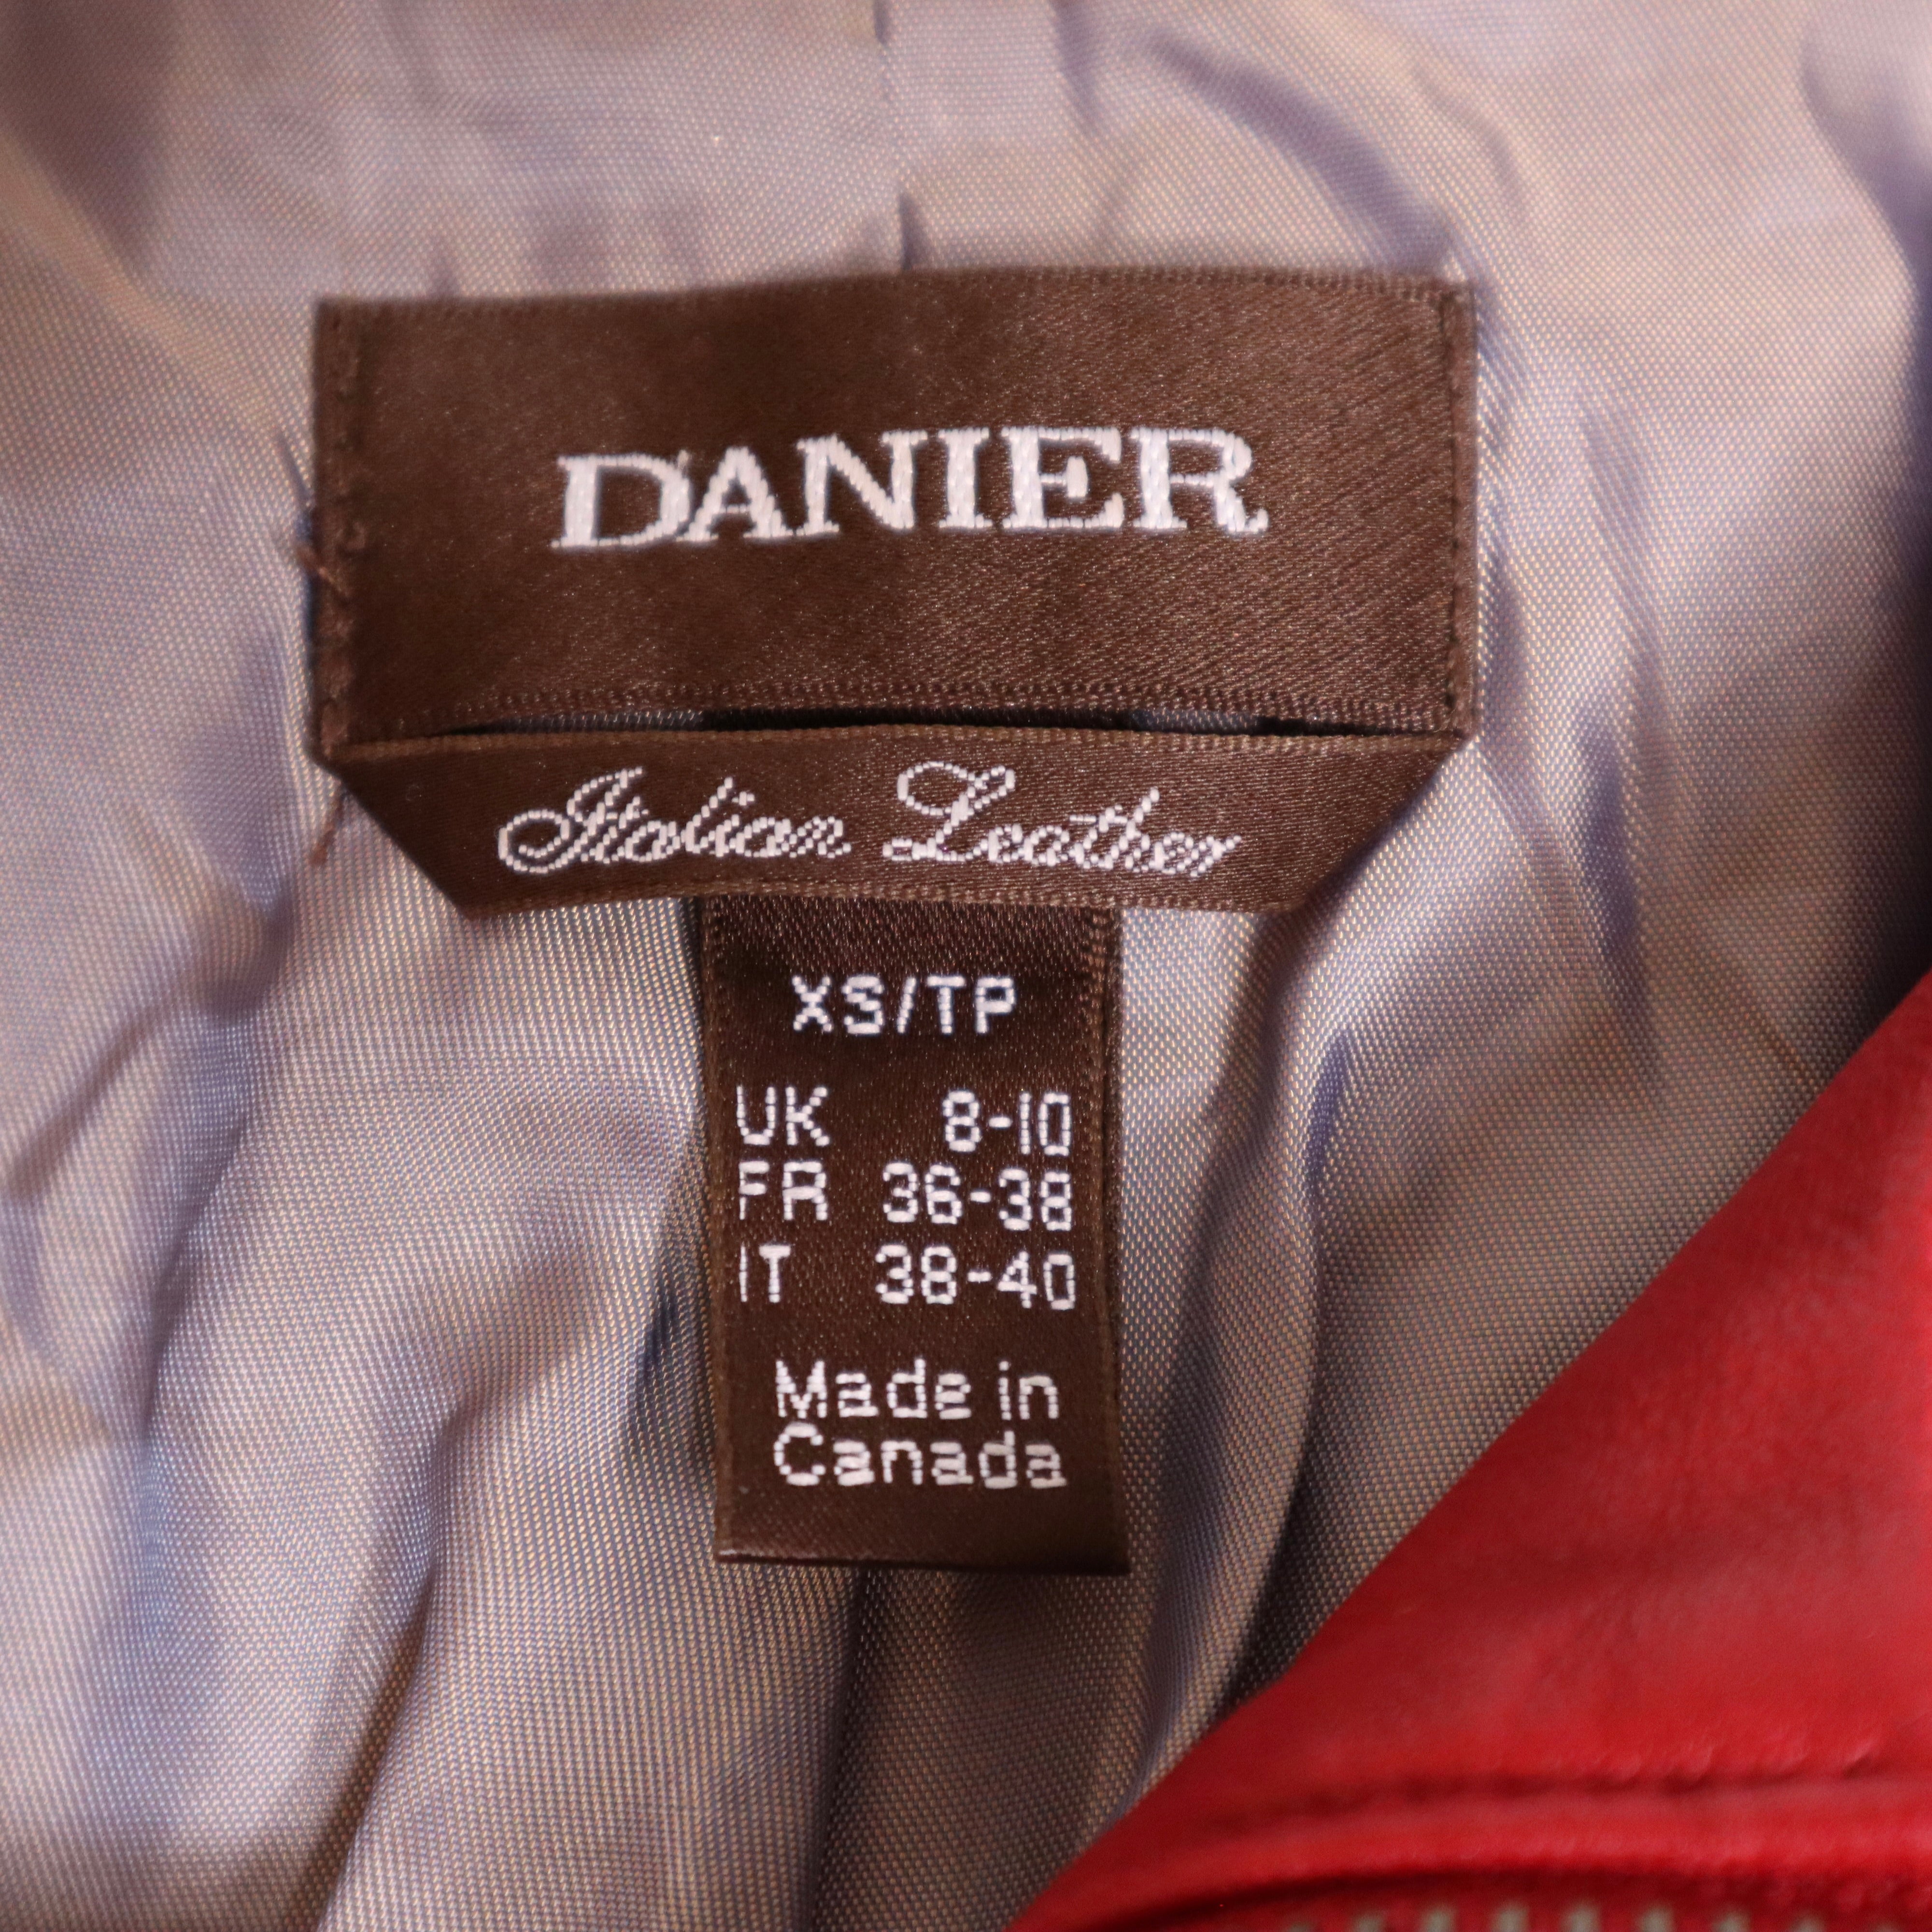 DANIER
Italian Leather
XS/TP
UK 8-10
FR 36-38
IT 38-40
Made in
Canada